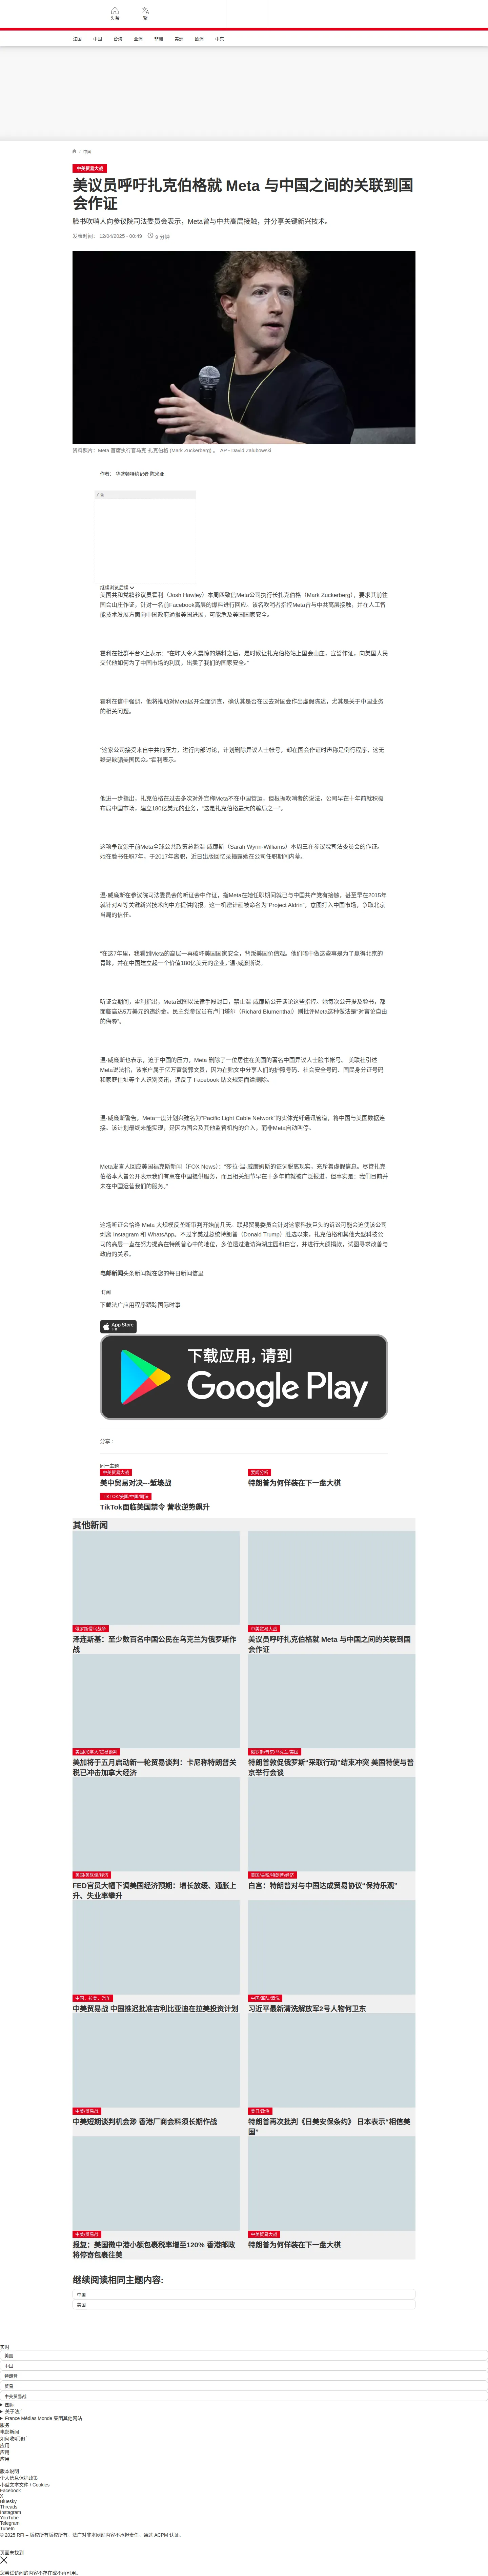 头条
繁
法国
中国
台海
亚洲
非洲
美洲
欧洲
中东
/ 法国
中美贸易大战
美议员呼吁扎克伯格就 Meta 与中国之间的关联到国会作证
脸书吹哨人向参议院司法委员会表示，Meta曾与中共高层接触，并分享关键新兴技术。
发表时间： 12/04/2025 - 00:49
9 分钟
资料图片：Meta 首席执行官马克 扎克伯格 (Mark Zuckerberg) 。 AP - David Zalubowski
作者： 华盛顿特约记者 陈米亚
广告
继续浏览后续
美国共和党籍参议员霍利（Josh Hawley）本周四致信Meta公司执行长扎克伯格（Mark Zuckerberg），要求其前往国会山庄作证，针对一名前Facebook高层的爆料进行回应。该名吹哨者指控Meta曾与中共高层接触，并在人工智能技术发展方面向中国政府通报美国进展，可能危及美国国家安全。
霍利在社群平台X上表示：“在昨天令人震惊的爆料之后，是时候让扎克伯格站上国会山庄，宣誓作证，向美国人民交代他如何为了中国市场的利润，出卖了我们的国家安全。”
霍利在信中强调，他将推动对Meta展开全面调查，确认其是否在过去对国会作出虚假陈述，尤其是关于中国业务的相关问题。
“这家公司接受来自中共的压力，进行内部讨论，计划删除异议人士帐号，却在国会作证时声称是例行程序，这无疑是欺骗美国民众。”霍利表示。
他进一步指出，扎克伯格在过去多次对外宣称Meta不在中国营运，但根据吹哨者的说法，公司早在十年前就积极布局中国市场，建立180亿美元的业务，“这是扎克伯格最大的骗局之一”。
这项争议源于前Meta全球公共政策总监温·威廉斯（Sarah Wynn-Williams）本周三在参议院司法委员会的作证。她在脸书任职7年，于2017年离职，近日出版回忆录揭露她在公司任职期间内幕。
温·威廉斯在参议院司法委员会的听证会中作证，指Meta在她任职期间就已与中国共产党有接触，甚至早在2015年就针对AI等关键新兴技术向中方提供简报。这一机密计画被命名为“Project Aldrin”，意图打入中国市场，争取北京当局的信任。
“在这7年里，我看到Meta的高层一再破坏美国国家安全，背叛美国价值观。他们暗中做这些事是为了赢得北京的青睐，并在中国建立起一个价值180亿美元的企业。”温·威廉斯说。
听证会期间，霍利指出，Meta试图以法律手段封口，禁止温·威廉斯公开谈论这些指控。她每次公开提及脸书，都面临高达5万美元的违约金。民主党参议员布卢门塔尔（Richard Blumenthal）则批评Meta这种做法是“对言论自由的侮辱”。
温·威廉斯也表示，迫于中国的压力，Meta 删除了一位居住在美国的著名中国异议人士脸书帐号。 美联社引述Meta说法指，该帐户属于亿万富翁郭文贵，因为在贴文中分享人们的护照号码、社会安全号码、国民身分证号码和家庭住址等个人识别资讯，违反了 Facebook 贴文规定而遭删除。
温·威廉斯警告，Meta一度计划兴建名为“Pacific Light Cable Network”的实体光纤通讯管道，将中国与美国数据连接。该计划最终未能实现，是因为国会及其他监管机构的介入，而非Meta自动叫停。
Meta发言人回应美国福克斯新闻（FOX News）：“莎拉·温·威廉姆斯的证词脱离现实，充斥着虚假信息。尽管扎克伯格本人曾公开表示我们有意在中国提供服务，而且相关细节早在十多年前就被广泛报道，但事实是：我们目前并未在中国运营我们的服务。”
这场听证会恰逢 Meta 大规模反垄断审判开始前几天。联邦贸易委员会针对这家科技巨头的诉讼可能会迫使该公司剥离 Instagram 和 WhatsApp。不过学美过总统特朗普（Donald Trump）胜选以来，扎克伯格和其他大型科技公司的高层一直在努力提高在特朗普心中的地位，多位透过造访海湖庄园和白宫，并进行大额捐款，试图寻求改善与政府的关系。
电邮新闻头条新闻就在您的每日新闻信里
订阅
下载法广应用程序跟踪国际时事
App Store
下载应用，请到
Google Play
分享 :
同一主题
中美贸易大战
美中贸易对决---堑壕战
要闻分析
特朗普为何佯装在下一盘大棋
TIKTOK/美国/中国/司法
TikTok面临美国禁令 营收逆势飙升
其他新闻
俄罗斯侵乌战争
泽连斯基：至少数百名中国公民在乌克兰为俄罗斯作战
中美贸易大战
美议员呼吁扎克伯格就 Meta 与中国之间的关联到国会作证
美国/加拿大/贸易谈判
美加将于五月启动新一轮贸易谈判：卡尼称特朗普关税已冲击加拿大经济
俄罗斯/普京/乌克兰/美国
特朗普敦促俄罗斯“采取行动”结束冲突 美国特使与普京举行会谈
美国/美联储/经济
FED官员大幅下调美国经济预期：增长放缓、通胀上升、失业率攀升
美国/关税/特朗普/经济
白宫：特朗普对与中国达成贸易协议“保持乐观”
中国、拉美、汽车
中美贸易战 中国推迟批准吉利比亚迪在拉美投资计划
中国/军队/清洗
习近平最新清洗解放军2号人物何卫东
中美/贸易战
中美短期谈判机会渺 香港厂商会料须长期作战
美日/政治
特朗普再次批判《日美安保条约》 日本表示“相信美国”
中美/贸易战
报复：美国徵中港小额包裹税率增至120% 香港邮政将停寄包裹往美
中美贸易大战
特朗普为何佯装在下一盘大棋
继续阅读相同主题内容:
中国
美国
实时
美国
中国
特朗普
贸易
中美贸易战
国际
关于法广
France Médias Monde 集团其他网站
服务
电邮新闻
如何收听法广
应用
应用
应用
版本说明
个人信息保护政策
小型文本文件 / Cookies
Facebook
X
Bluesky
Threads
Instagram
YouTube
Telegram
TuneIn
© 2025 RFI – 版权所有版权所有。法广对非本网站内容不承担责任。通过 ACPM 认证。
页面未找到
您尝试访问的内容不存在或不再可用。